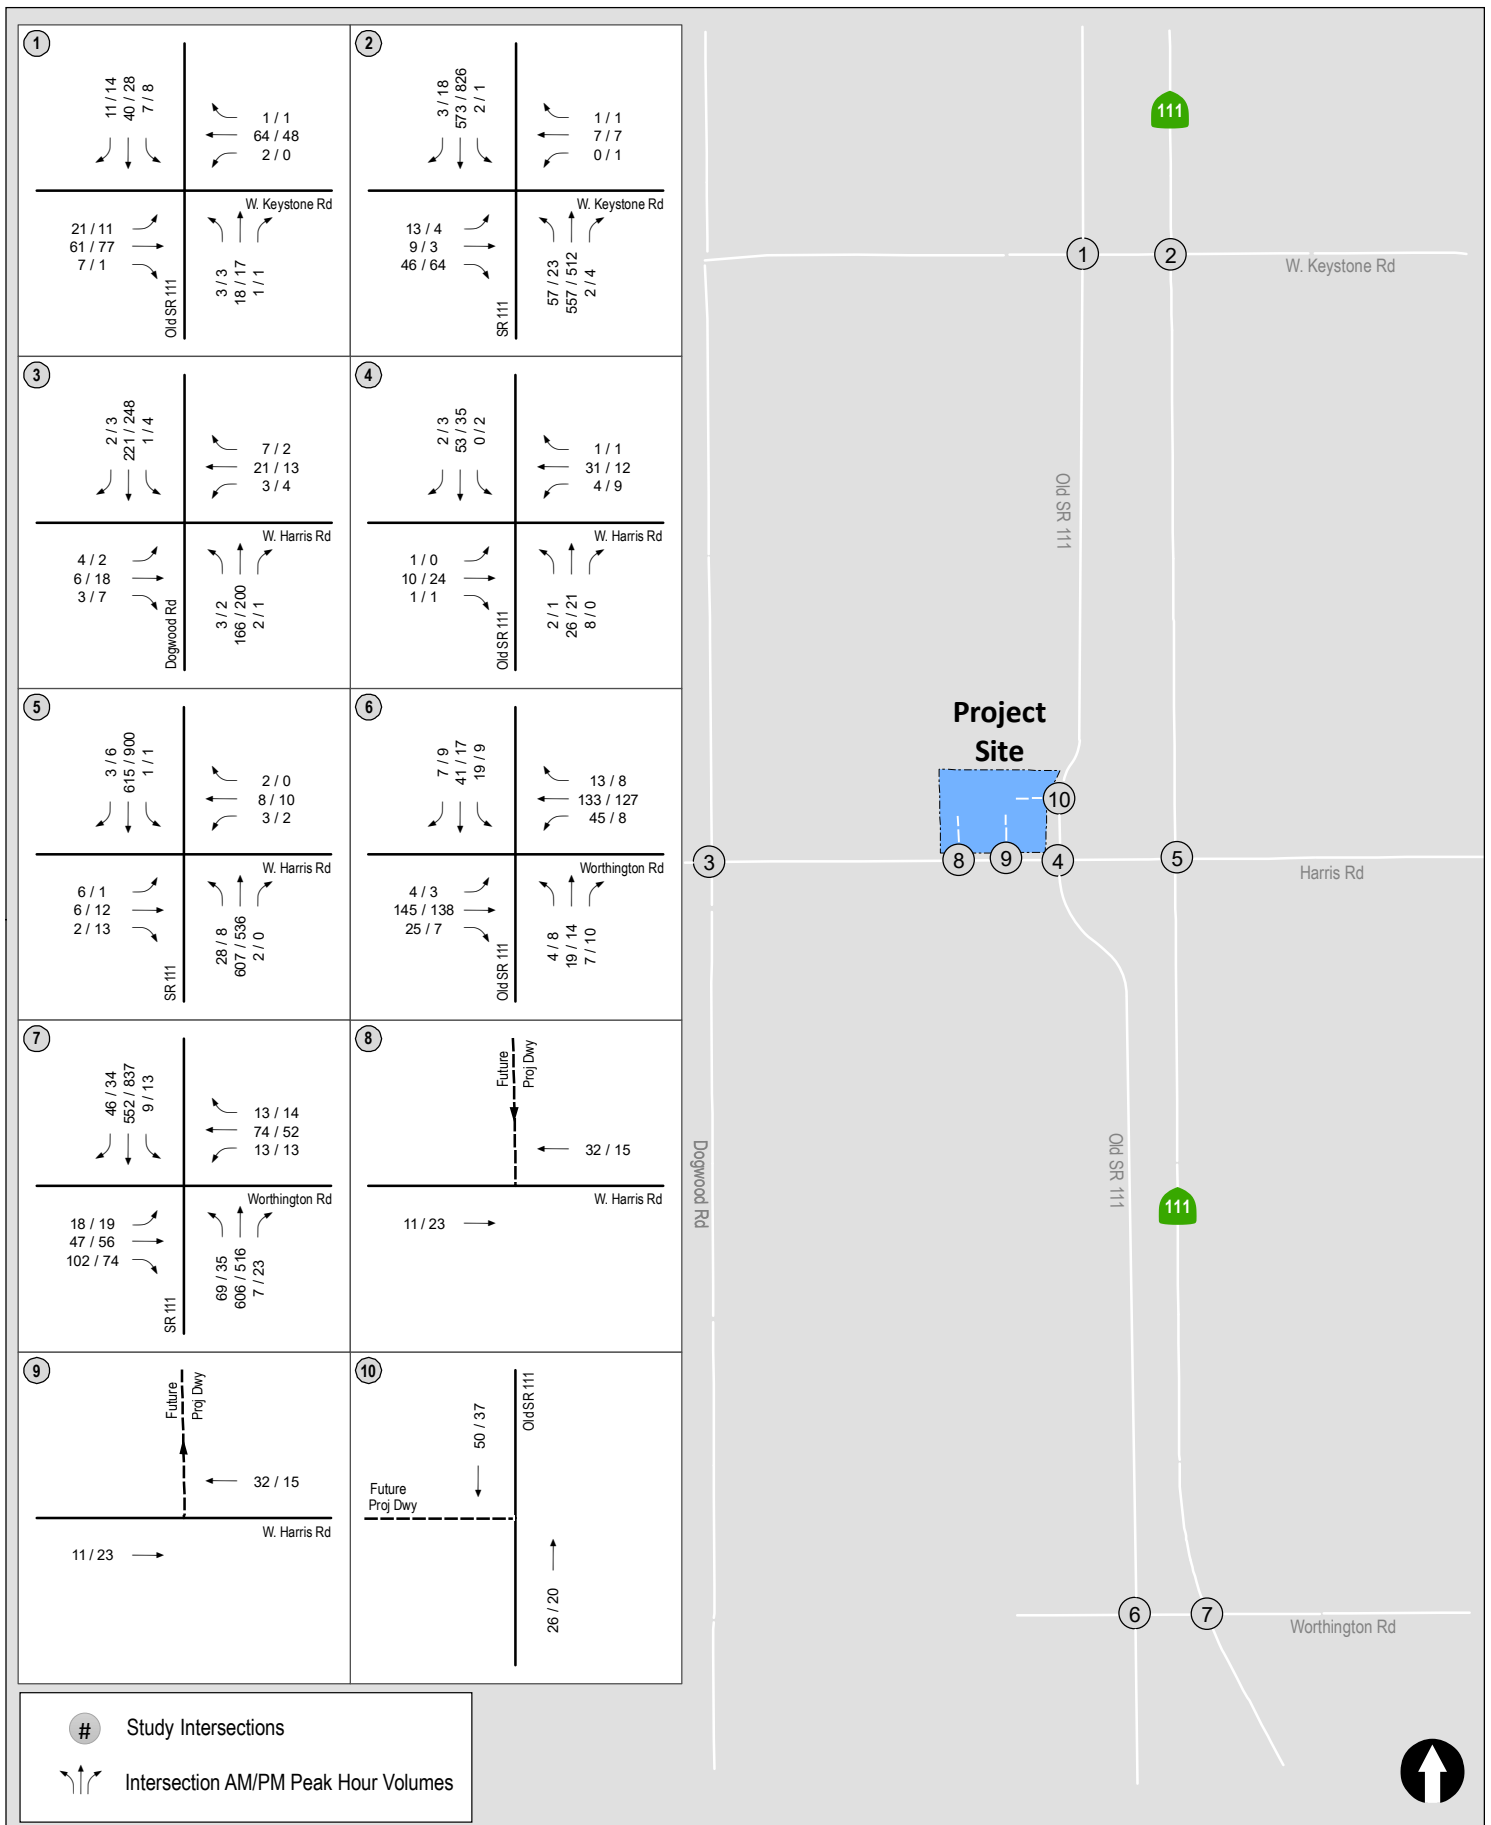 1
11 / 14
40 / 28
7 / 8
1 / 1
64 / 48
2 / 0
W. Keystone Rd
21 / 11
61 / 77
7 / 1
Old SR 111
3 / 3
18 / 17
1 / 1
2
3 / 18
573 / 826
2 / 1
1 / 1
7 / 7
0 / 1
W. Keystone Rd
13 / 4
9 / 3
46 / 64
SR 111
57 / 23
557 / 512
2 / 4
3
2 / 3
221 / 248
1 / 4
7 / 2
21 / 13
3 / 4
W. Harris Rd
4 / 2
6 / 18
3 / 7
Dogwood Rd
3 / 2
166 / 200
2 / 1
4
2 / 3
53 / 35
0 / 2
1 / 1
31 / 12
4 / 9
W. Harris Rd
1 / 0
10 / 24
1 / 1
Old SR 111
2 / 1
26 / 21
8 / 0
5
3 / 6
615 / 900
1 / 1
2 / 0
8 / 10
3 / 2
W. Harris Rd
6 / 1
6 / 12
2 / 13
SR 111
28 / 8
607 / 536
2 / 0
6
7 / 9
41 / 17
19 / 9
13 / 8
133 / 127
45 / 8
Worthington Rd
4 / 3
145 / 138
25 / 7
Old SR 111
4 / 8
19 / 14
7 / 10
7
46 / 34
552 / 837
9 / 13
13 / 14
74 / 52
13 / 13
Worthington Rd
18 / 19
47 / 56
102 / 74
SR 111
69 / 35
606 / 516
7 / 23
8
Future
Proj Dwy
32 / 15
W. Harris Rd
11 / 23
9
Future
Proj Dwy
32 / 15
W. Harris Rd
11 / 23
10
50 / 37
Old SR 111
Future
Proj Dwy
26 / 20
# Study Intersections
Intersection AM/PM Peak Hour Volumes
111
1
2
W. Keystone Rd
Old SR 111
Project
Site
10
3
8
9
4
5
Harris Rd
Dogwood Rd
Old SR 111
111
6
7
Worthington Rd